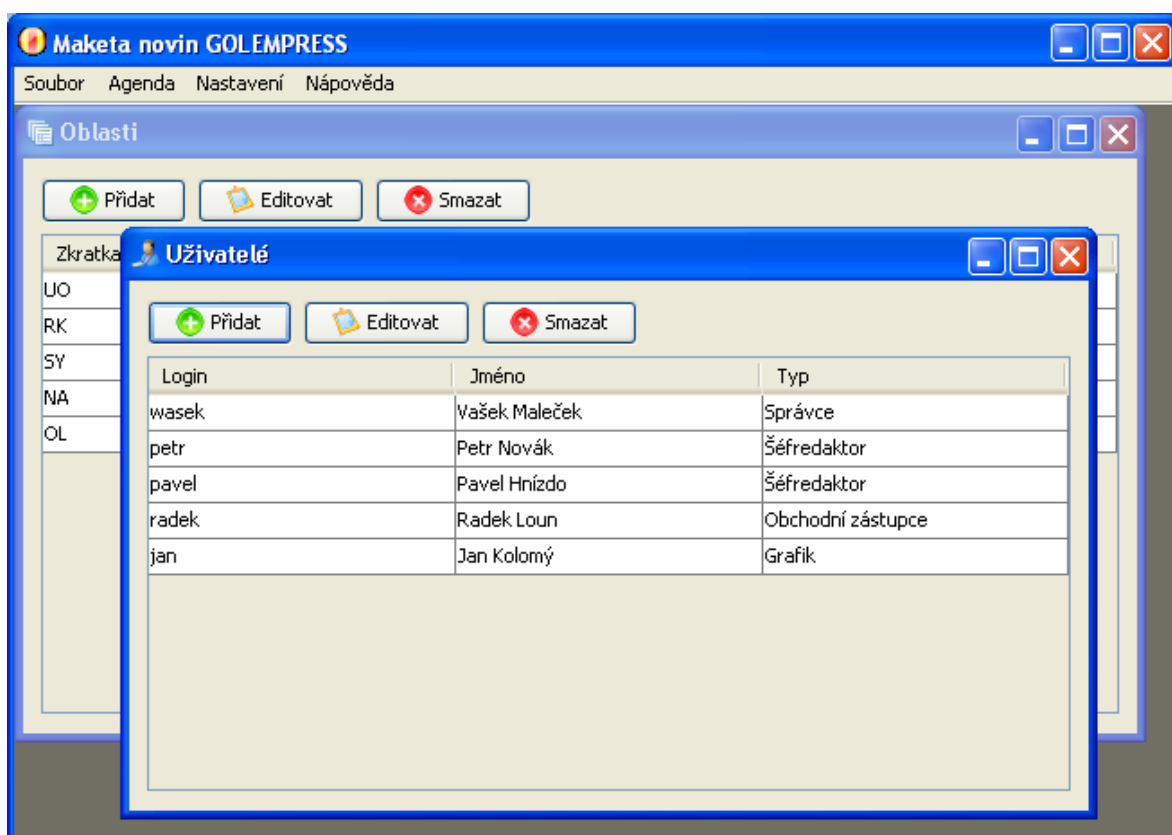 Maketa novin GOLEMPRESS
Soubor Agenda Nastavení Nápověda
Oblasti
Přidat Editovat Smazat
Zkratka
UO
RK
SY
NA
OL
Uživatelé
Přidat Editovat Smazat
Login Jméno Typ
wasek Vašek Maleček Správce
petr Petr Novák Šéfredaktor
pavel Pavel Hnízdo Šéfredaktor
radek Radek Loun Obchodní zástupce
jan Jan Kolomý Grafik